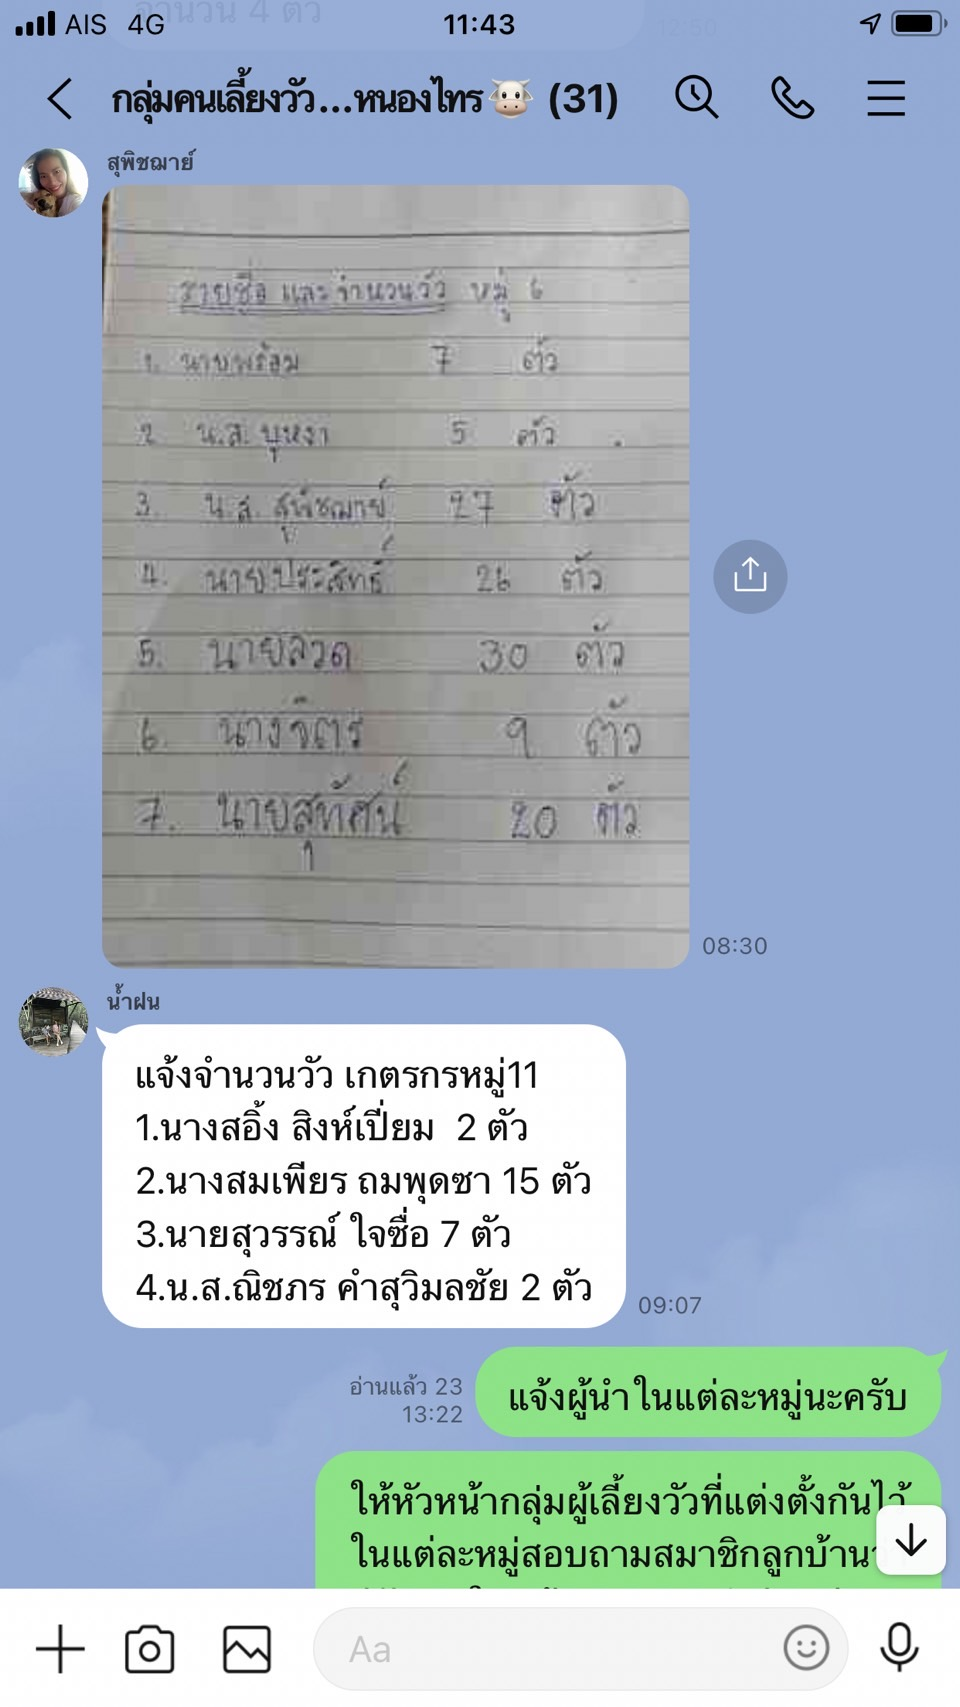 AIS 4G 11:43
กลุ่มคนเลี้ยงวัว...หนองไทร (31)
สุพิชฌาย์
รายชื่อ และจำนวนวัว หมู่ 6
1. นายพร้อม 7 ตัว
2. น.ส. บุหงา 5 ตัว
3. น.ส. สุพิชฌาย์ 27 ตัว
4. นายประสิทธิ์ 26 ตัว
5. นายลวด 30 ตัว
6. นางจิตร 9 ตัว
7. นายสุทัศน์ 20 ตัว
08:30
น้ำฝน
แจ้งจำนวนวัว เกตรกรหมู่11
1.นางสอิ้ง สิงห์เปี่ยม 2 ตัว
2.นางสมเพียร ถมพุดซา 15 ตัว
3.นายสุวรรณ์ ใจซื่อ 7 ตัว
4.น.ส.ณิชภร คำสุวิมลชัย 2 ตัว
09:07
อ่านแล้ว 23
13:22
แจ้งผู้นำในแต่ละหมู่นะครับ
ให้หัวหน้ากลุ่มผู้เลี้ยงวัวที่แต่งตั้งกันไว้
ในแต่ละหมู่สอบถามสมาชิกลูกบ้าน
Aa